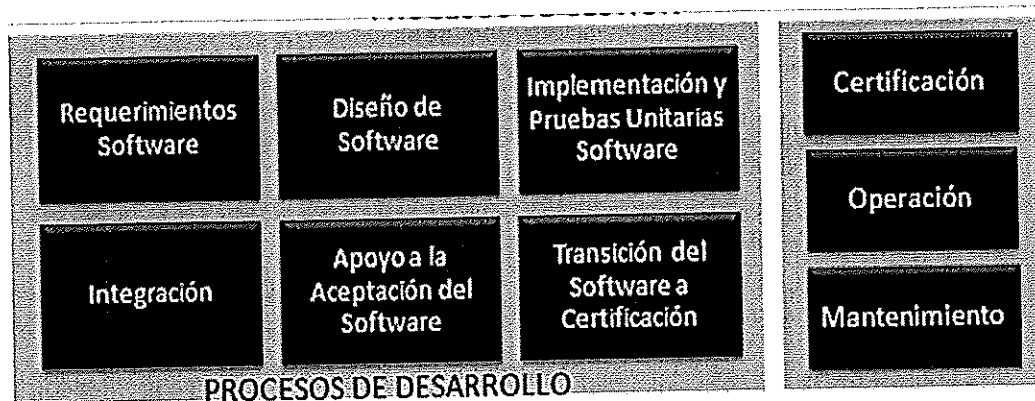 Requerimientos
Software
Diseño de
Software
Implementación y
Pruebas Unitarias
Software
Integración
Apoyo a la
Aceptación del
Software
Transición del
Software a
Certificación
PROCESOS DE DESARROLLO
Certificación
Operación
Mantenimiento